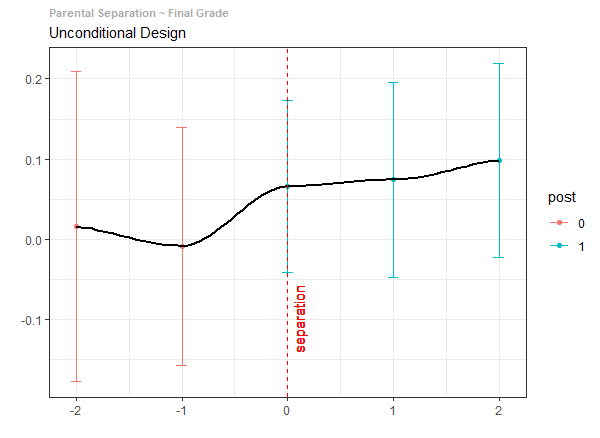 Parental Separation ~ Final Grade
Unconditional Design
0.2
0.1
0.0
-0.1
separation
-2
-1
0
1
2
post
0
1